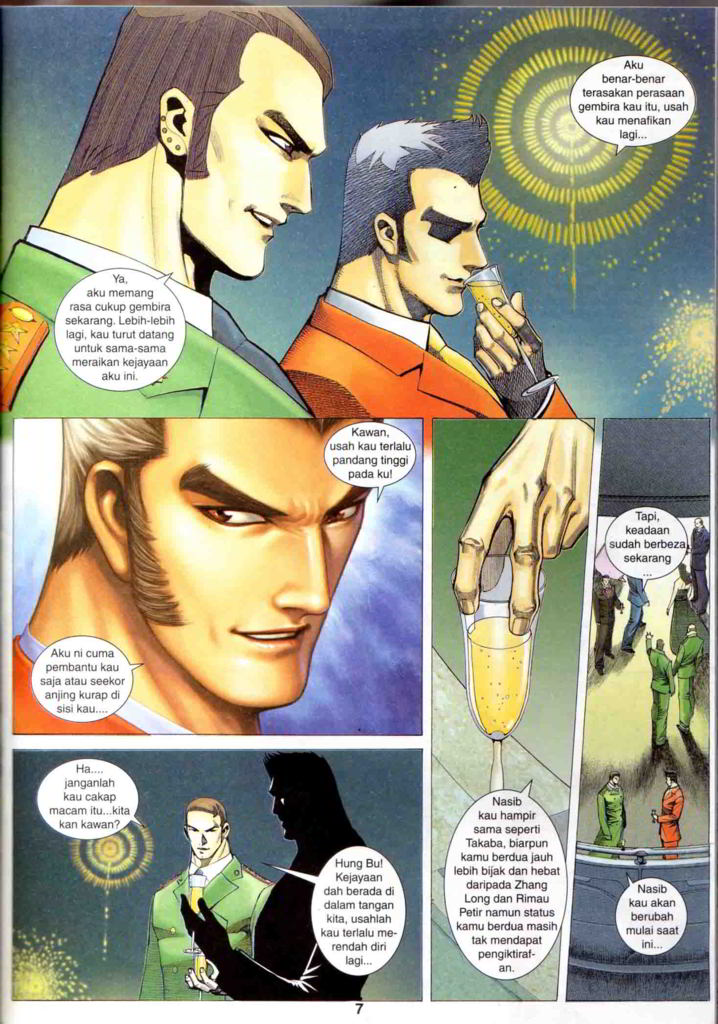 Aku
benar-benar
terasakan perasaan
gembira kau itu, usah
kau menafikan
lagi...
Ya,
aku memang
rasa cukup gembira
sekarang. Lebih-lebih
lagi, kau turut datang
untuk sama-sama
meraikan kejayaan
aku ini.
Kawan,
usah kau terlalu
pandang tinggi
pada ku!
Aku ni cuma
pembantu kau
saja atau seekor
anjing kurap di
sisi kau....
Ha....
janganlah
kau cakap
macam itu...kita
kan kawan?
Hung Bu!
Kejayaan
dah berada di
dalam tangan
kita, usahlah
kau terlalu me-
rendah diri
lagi...
Nasib
kau hampir
sama seperti
Takaba, biarpun
kamu berdua jauh
lebih bijak dan hebat
daripada Zhang
Long dan Rimau
Petir namun status
kamu berdua masih
tak mendapat
pengiktiraf-
an.
Tapi,
keadaan
sudah berbeza
sekarang
...
Nasib
kau akan
berubah
mulai saat
ini...
7